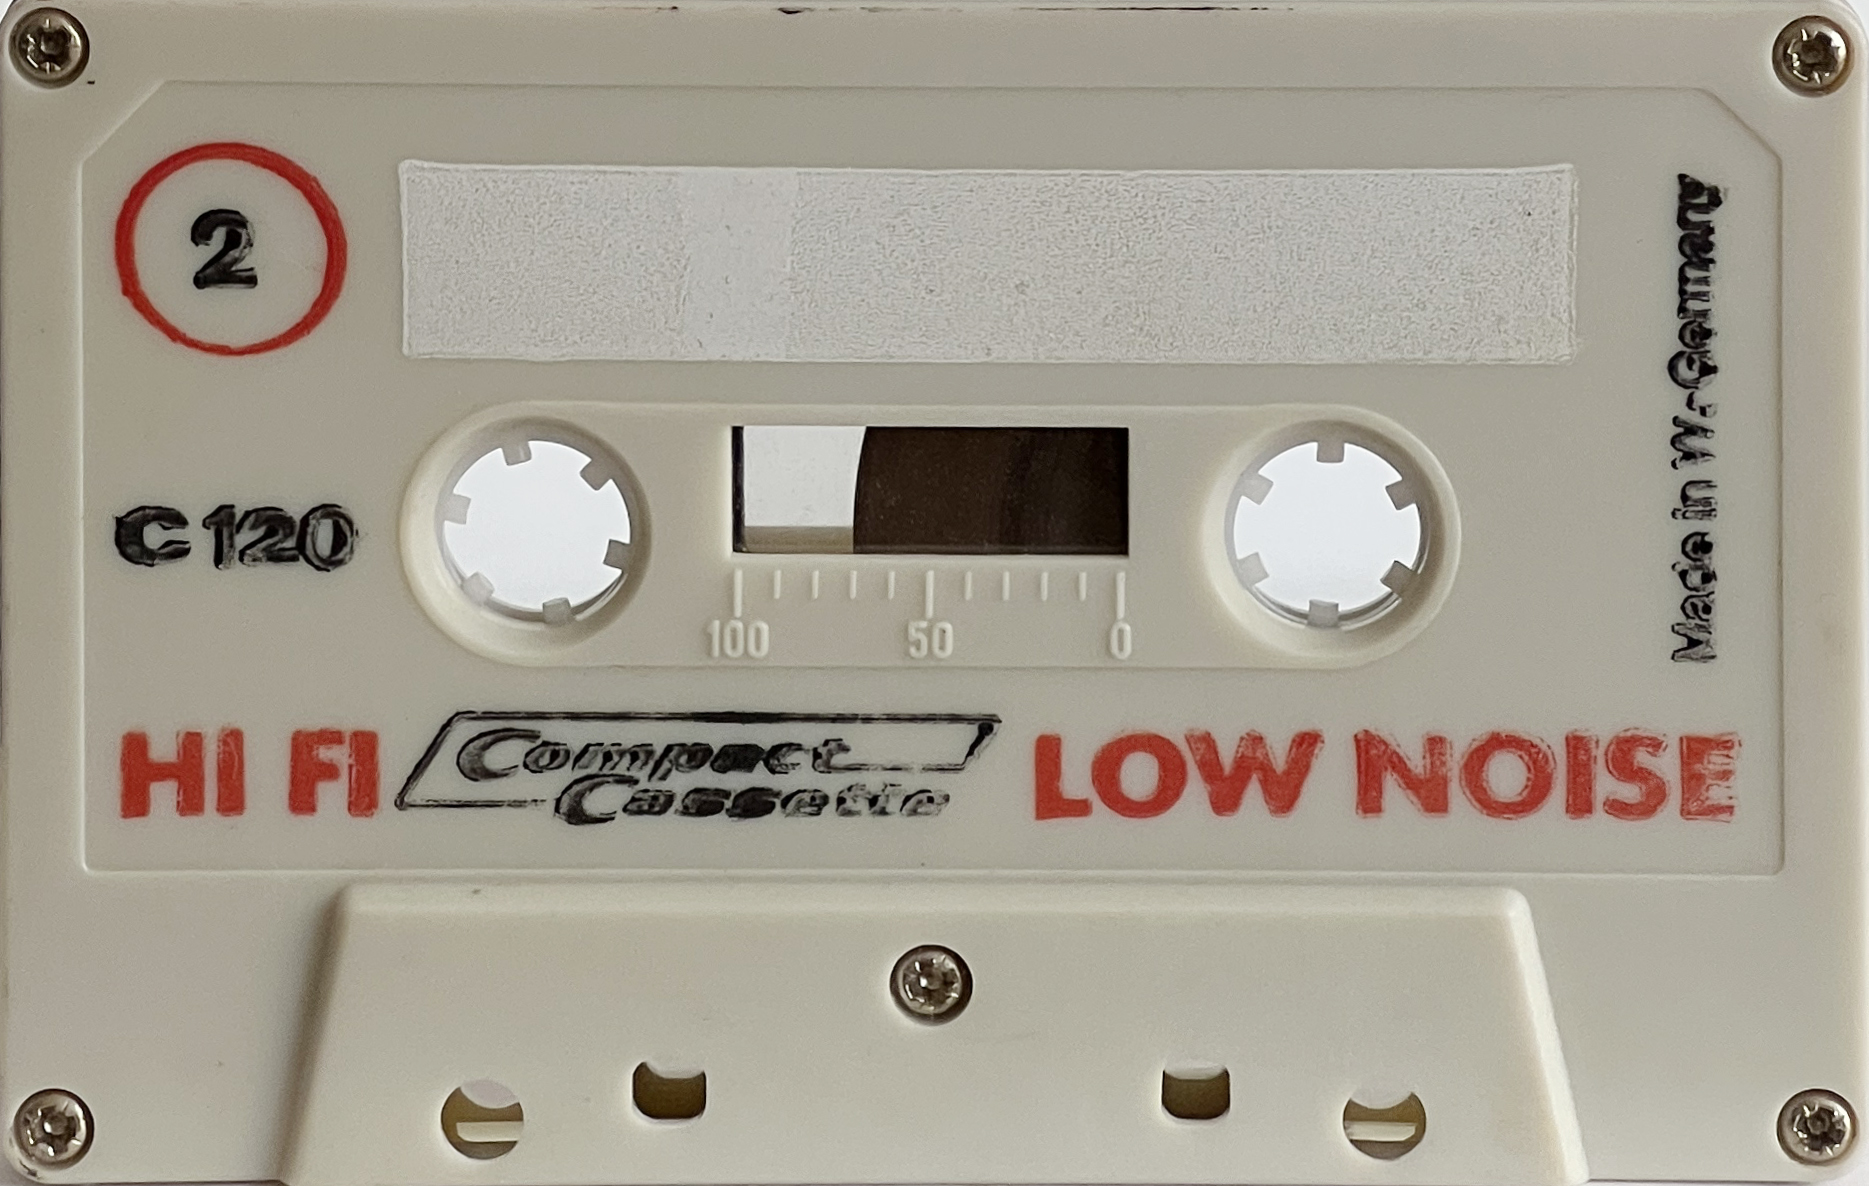 2
C 120
100 50 0
HI FI Compact
Cassette
LOW NOISE
Made in W.-Germany